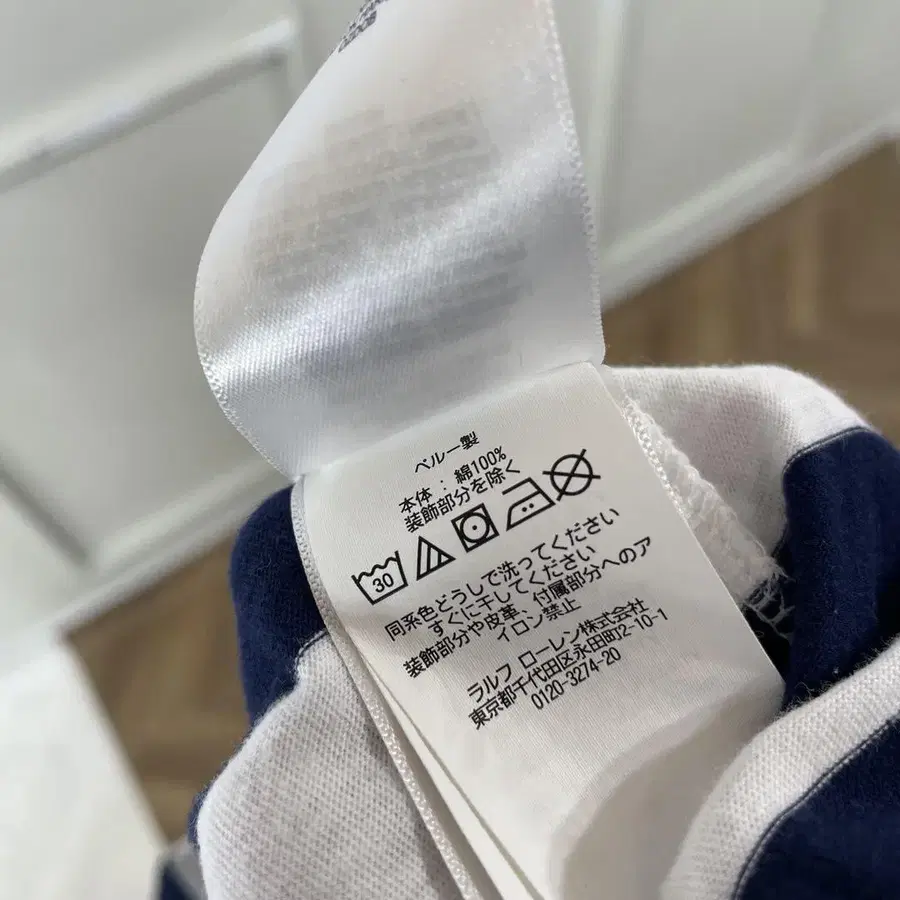 ペルー製
本体：綿100%
装飾部分を除く
30
同系色どうしで洗ってください
すぐに干してください
装飾部分や皮革、付属部分へのア
イロン禁止
ラルフ ローレン株式会社
東京都千代田区永田町2-10-1
0120-3274-20